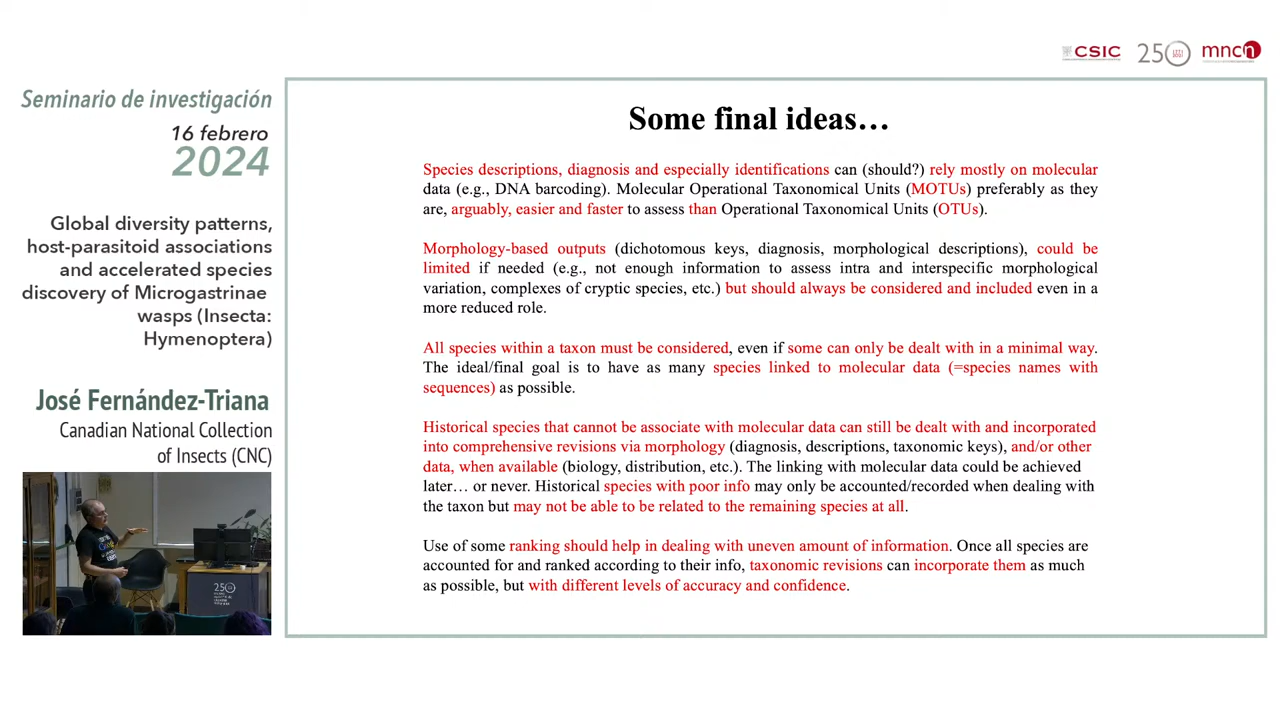 CSIC
250
mncn
Seminario de investigación
16 febrero
2024
Global diversity patterns,
host-parasitoid associations
and accelerated species
discovery of Microgastrinae
wasps (Insecta:
Hymenoptera)
José Fernández-Triana
Canadian National Collection
of Insects (CNC)
Some final ideas…
Species descriptions, diagnosis and especially identifications can (should?) rely mostly on molecular
data (e.g., DNA barcoding). Molecular Operational Taxonomical Units (MOTUs) preferably as they
are, arguably, easier and faster to assess than Operational Taxonomical Units (OTUs).
Morphology-based outputs (dichotomous keys, diagnosis, morphological descriptions), could be
limited if needed (e.g., not enough information to assess intra and interspecific morphological
variation, complexes of cryptic species, etc.) but should always be considered and included even in a
more reduced role.
All species within a taxon must be considered, even if some can only be dealt with in a minimal way.
The ideal/final goal is to have as many species linked to molecular data (=species names with
sequences) as possible.
Historical species that cannot be associate with molecular data can still be dealt with and incorporated
into comprehensive revisions via morphology (diagnosis, descriptions, taxonomic keys), and/or other
data, when available (biology, distribution, etc.). The linking with molecular data could be achieved
later… or never. Historical species with poor info may only be accounted/recorded when dealing with
the taxon but may not be able to be related to the remaining species at all.
Use of some ranking should help in dealing with uneven amount of information. Once all species are
accounted for and ranked according to their info, taxonomic revisions can incorporate them as much
as possible, but with different levels of accuracy and confidence.
250